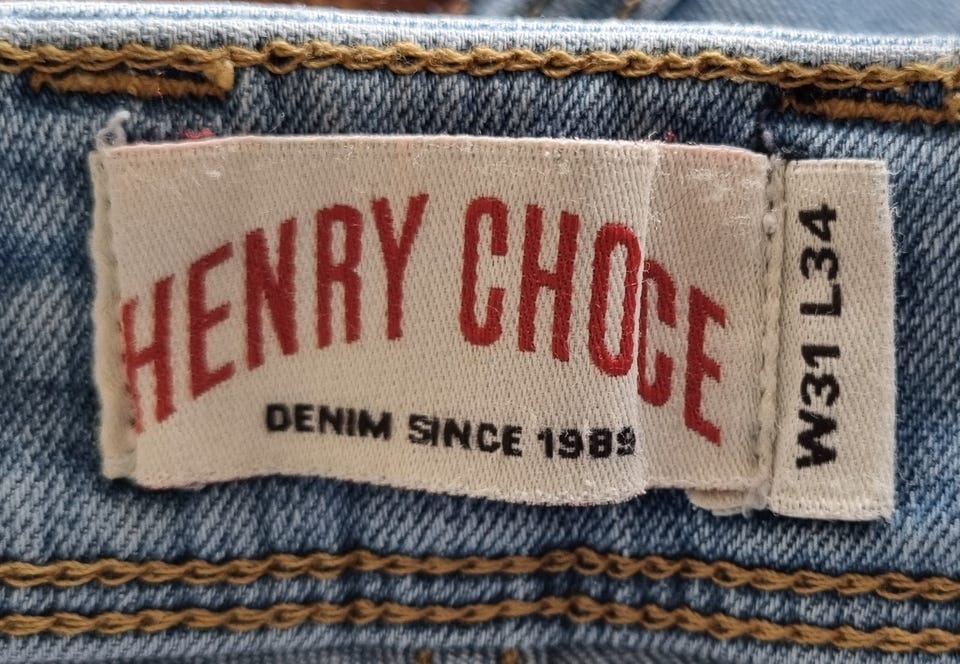 HENRY CHOCE
DENIM SINCE 1989
W31 L34